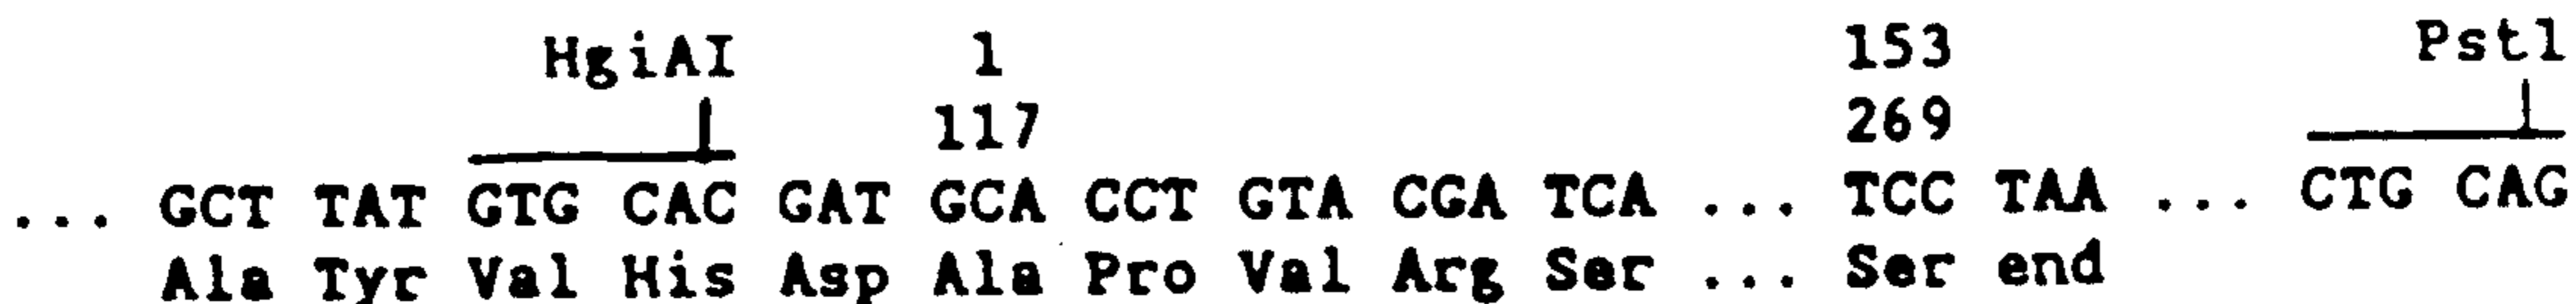 HgiAI 1 153 Pstl
117 269
... GCT TAT GTG CAC GAT GCA CCT GTA CGA TCA ... TCC TAA ... CTG CAG
Ala Tyr Val His Asp Ala Pro Val Arg Ser ... Ser end